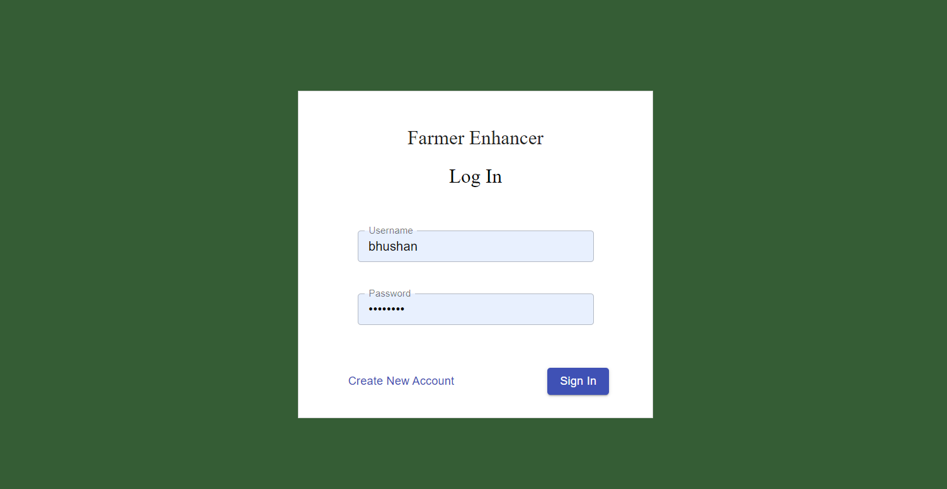 Farmer Enhancer
Log In
Username
bhushan
Password
••••••••
Create New Account
Sign In